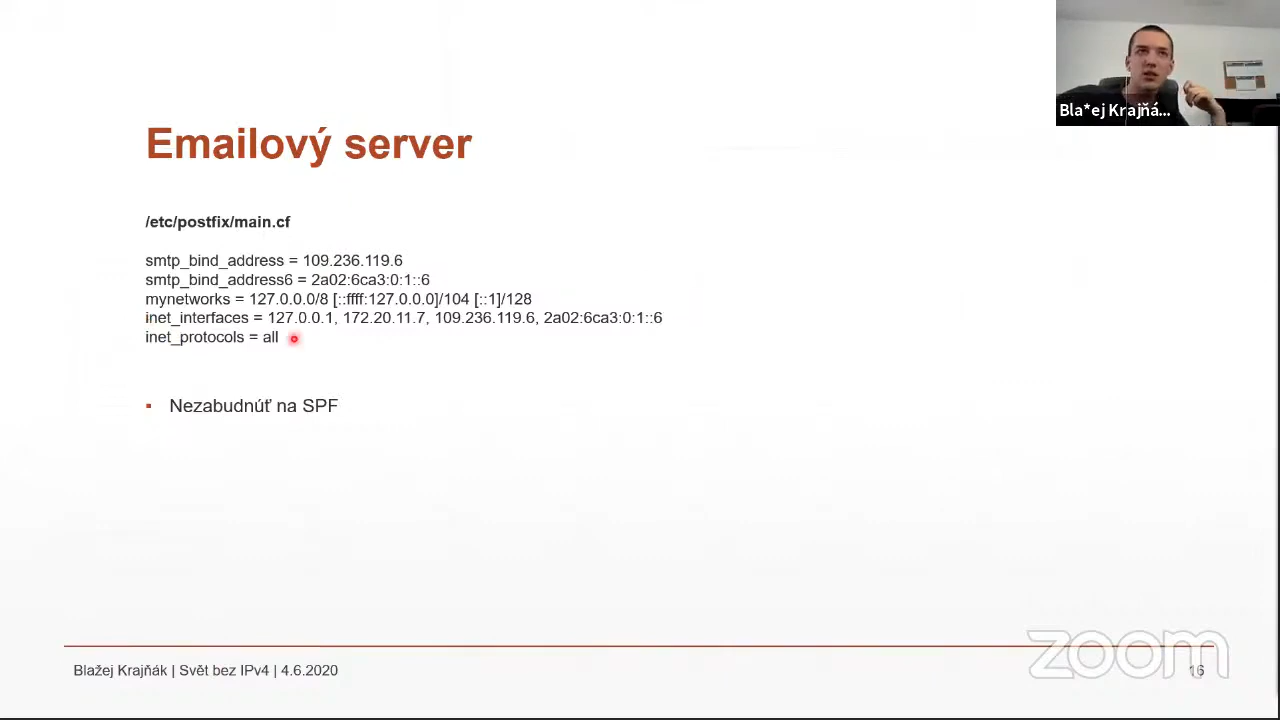 Bla*ej Krajňá...
Emailový server
/etc/postfix/main.cf
smtp_bind_address = 109.236.119.6
smtp_bind_address6 = 2a02:6ca3:0:1::6
mynetworks = 127.0.0.0/8 [::ffff:127.0.0.0]/104 [::1]/128
inet_interfaces = 127.0.0.1, 172.20.11.7, 109.236.119.6, 2a02:6ca3:0:1::6
inet_protocols = all
▪ Nezabudnúť na SPF
zoom
Blažej Krajňák | Svět bez IPv4 | 4.6.2020
16